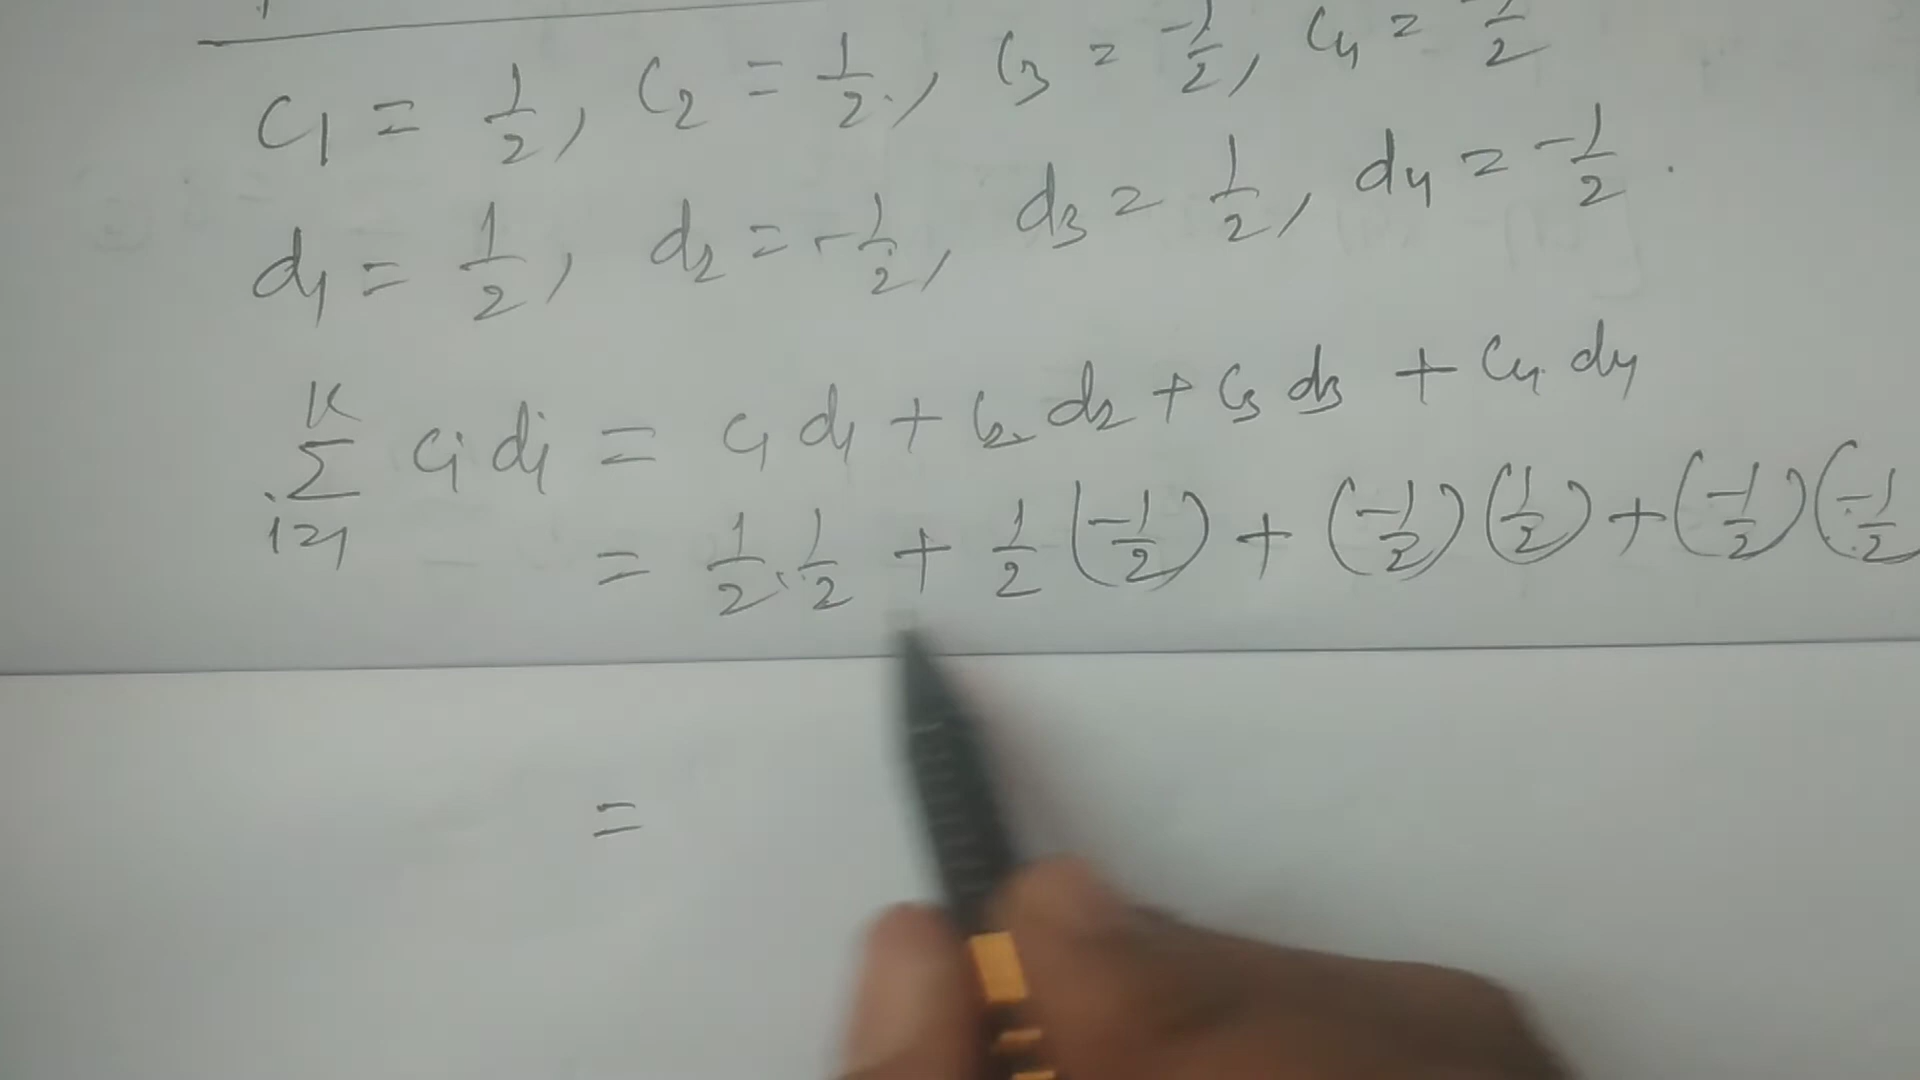 C1 = 1/2, C2 = 1/2, C3 = -1/2, C4 = -1/2
d1 = 1/2, d2 = -1/2, d3 = 1/2, d4 = -1/2.
K
Σ ci di = c1 d1 + c2 d2 + c3 d3 + c4 d4
i=1
= 1/2 . 1/2 + 1/2 (-1/2) + (-1/2)(1/2) + (-1/2)(-1/2
=